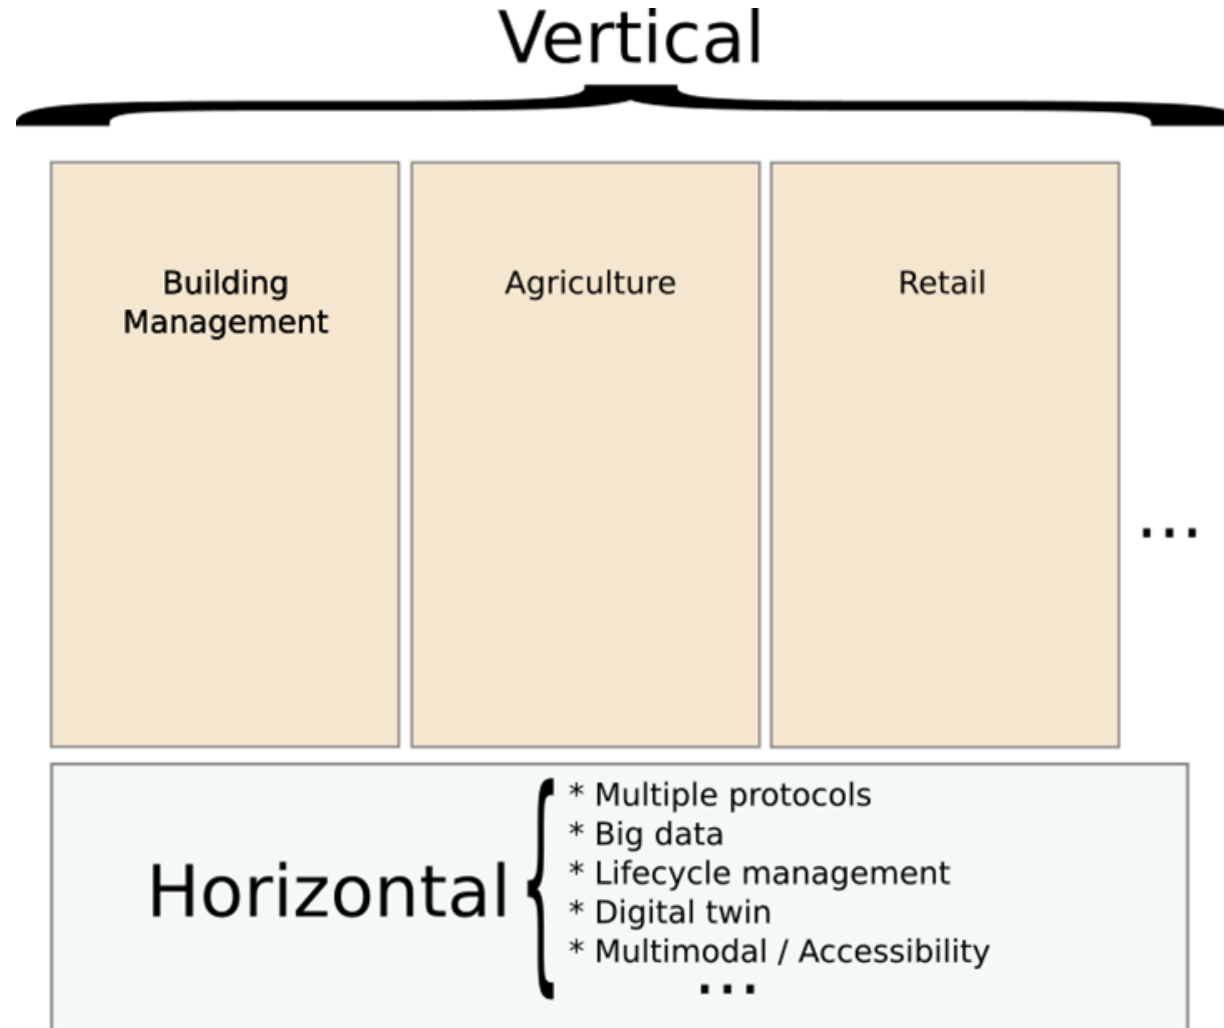 Vertical
Building
Management
Agriculture
Retail
...
Horizontal
* Multiple protocols
* Big data
* Lifecycle management
* Digital twin
* Multimodal / Accessibility
...